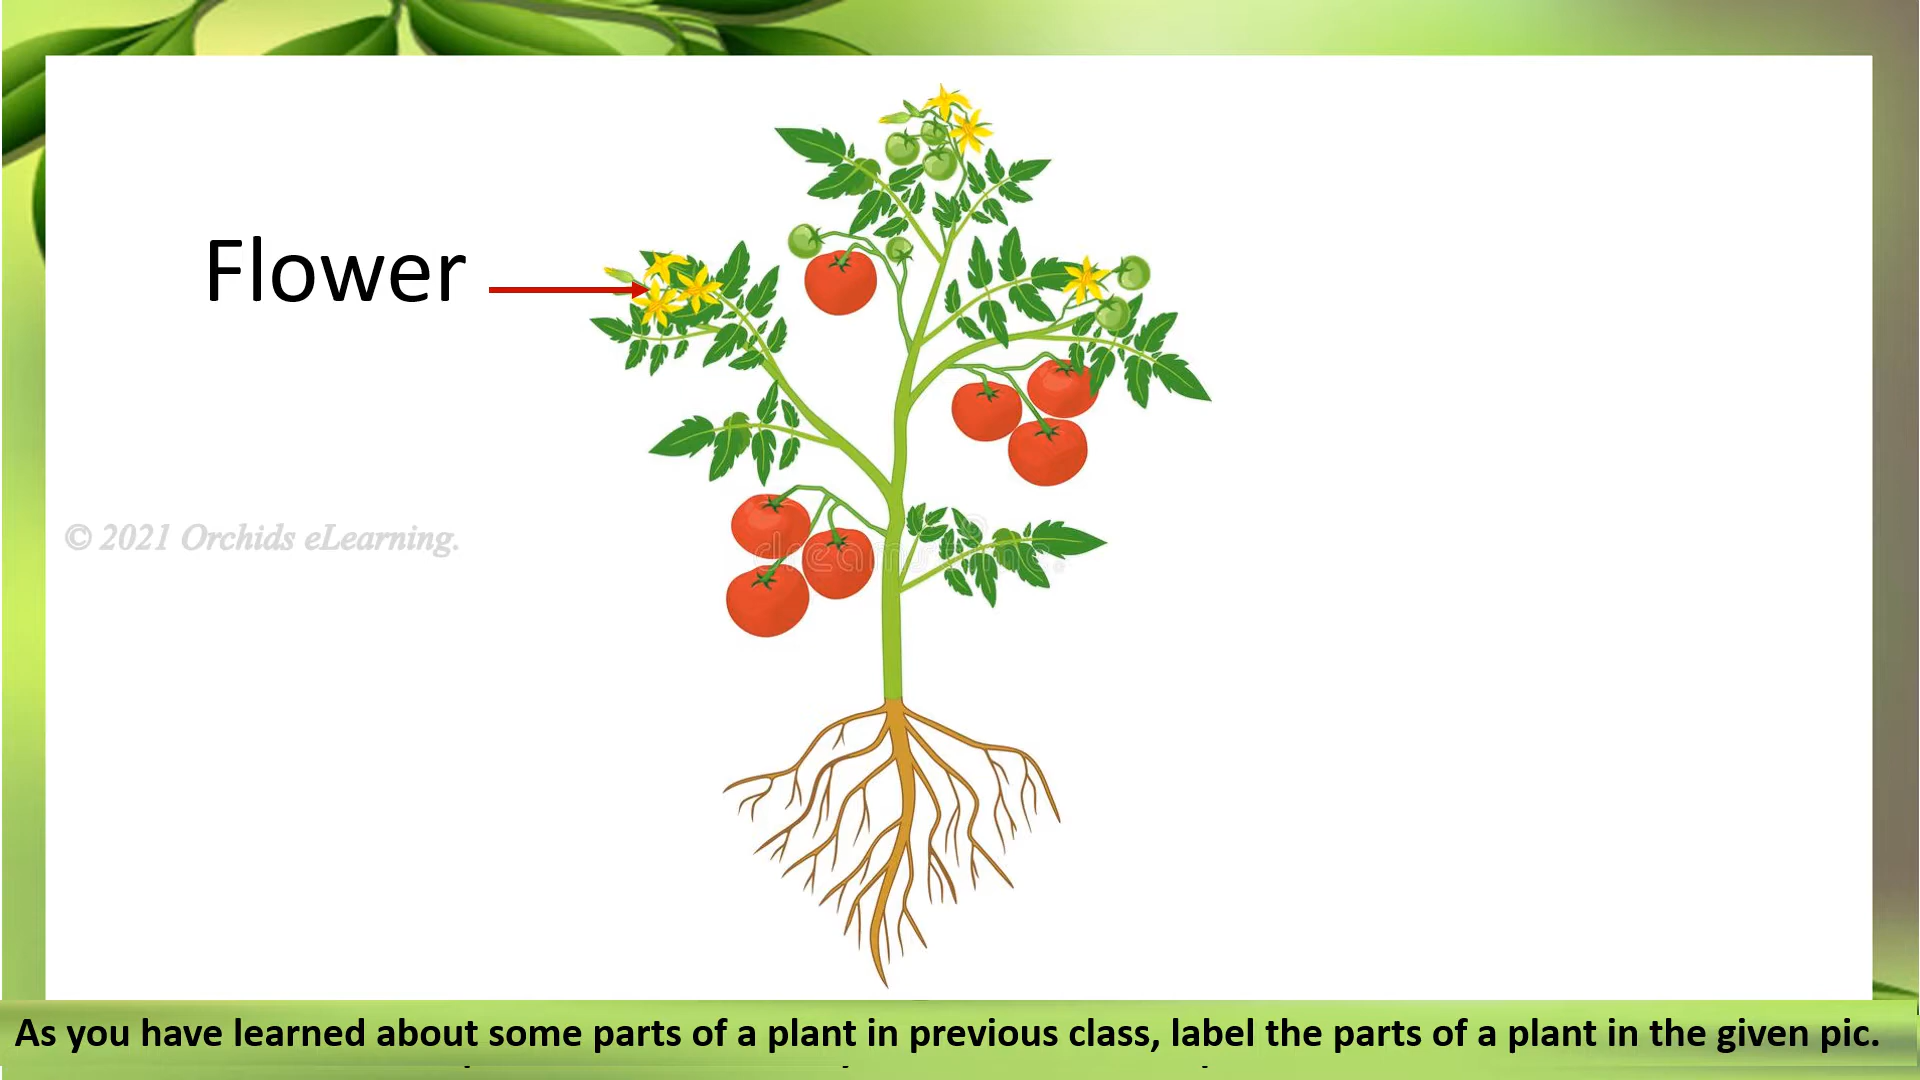 Flower
© 2021 Orchids eLearning.
dreamstime.
As you have learned about some parts of a plant in previous class, label the parts of a plant in the given pic.